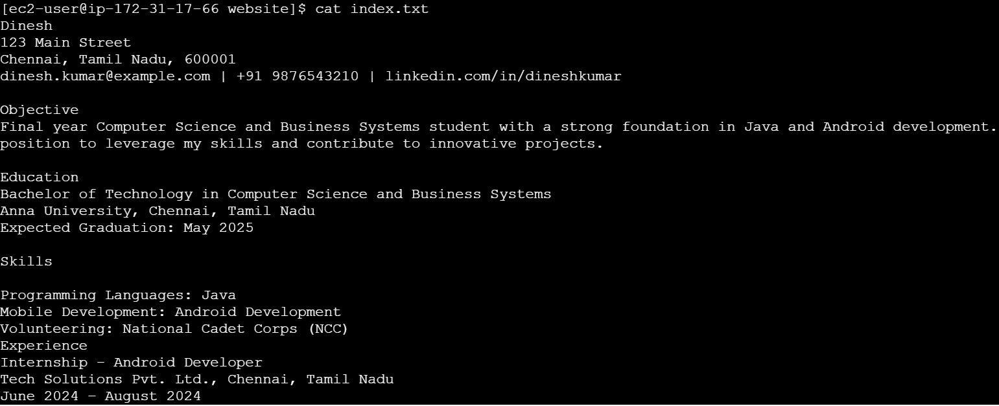 [ec2-user@ip-172-31-17-66 website]$ cat index.txt
Dinesh
123 Main Street
Chennai, Tamil Nadu, 600001
dinesh.kumar@example.com | +91 9876543210 | linkedin.com/in/dineshkumar
Objective
Final year Computer Science and Business Systems student with a strong foundation in Java and Android development.
position to leverage my skills and contribute to innovative projects.
Education
Bachelor of Technology in Computer Science and Business Systems
Anna University, Chennai, Tamil Nadu
Expected Graduation: May 2025
Skills
Programming Languages: Java
Mobile Development: Android Development
Volunteering: National Cadet Corps (NCC)
Experience
Internship - Android Developer
Tech Solutions Pvt. Ltd., Chennai, Tamil Nadu
June 2024 - August 2024